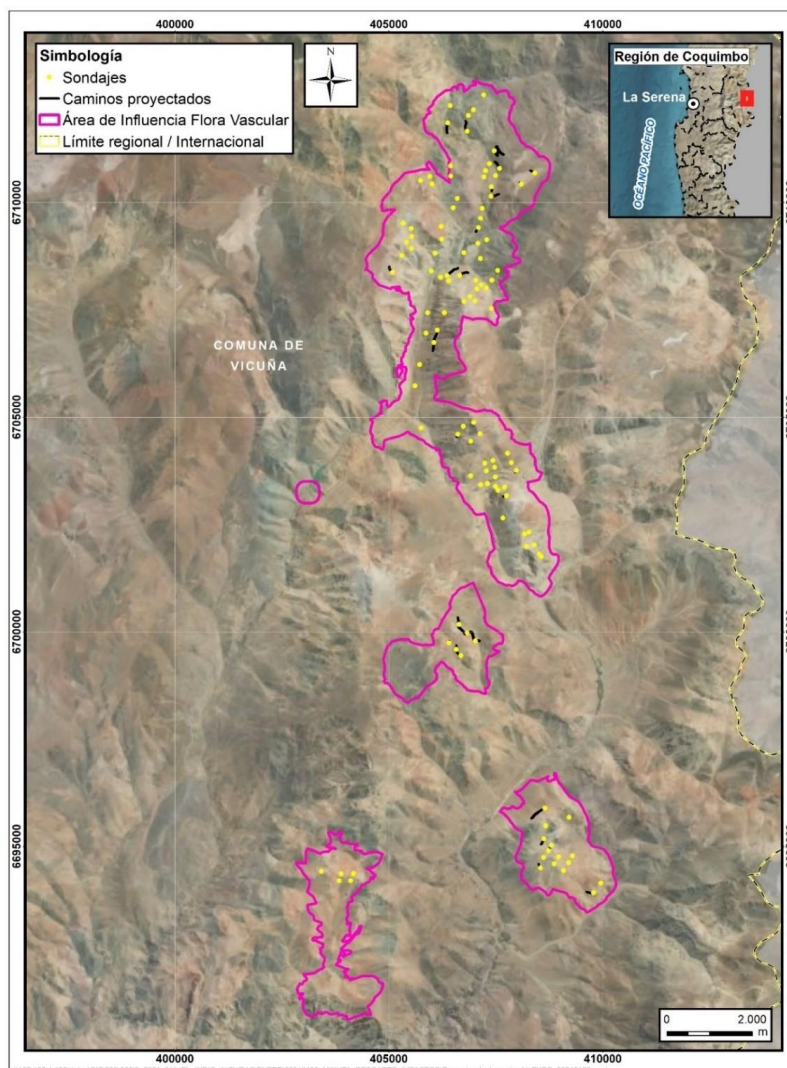 400000 405000 410000
Simbología
Sondajes
Caminos proyectados
Área de Influencia Flora Vascular
Límite regional / Internacional
N
Región de Coquimbo
La Serena
OCÉANO PACÍFICO
6710000
COMUNA DE
VICUÑA
6705000
6700000
6695000
0 2.000
m
400000 405000 410000